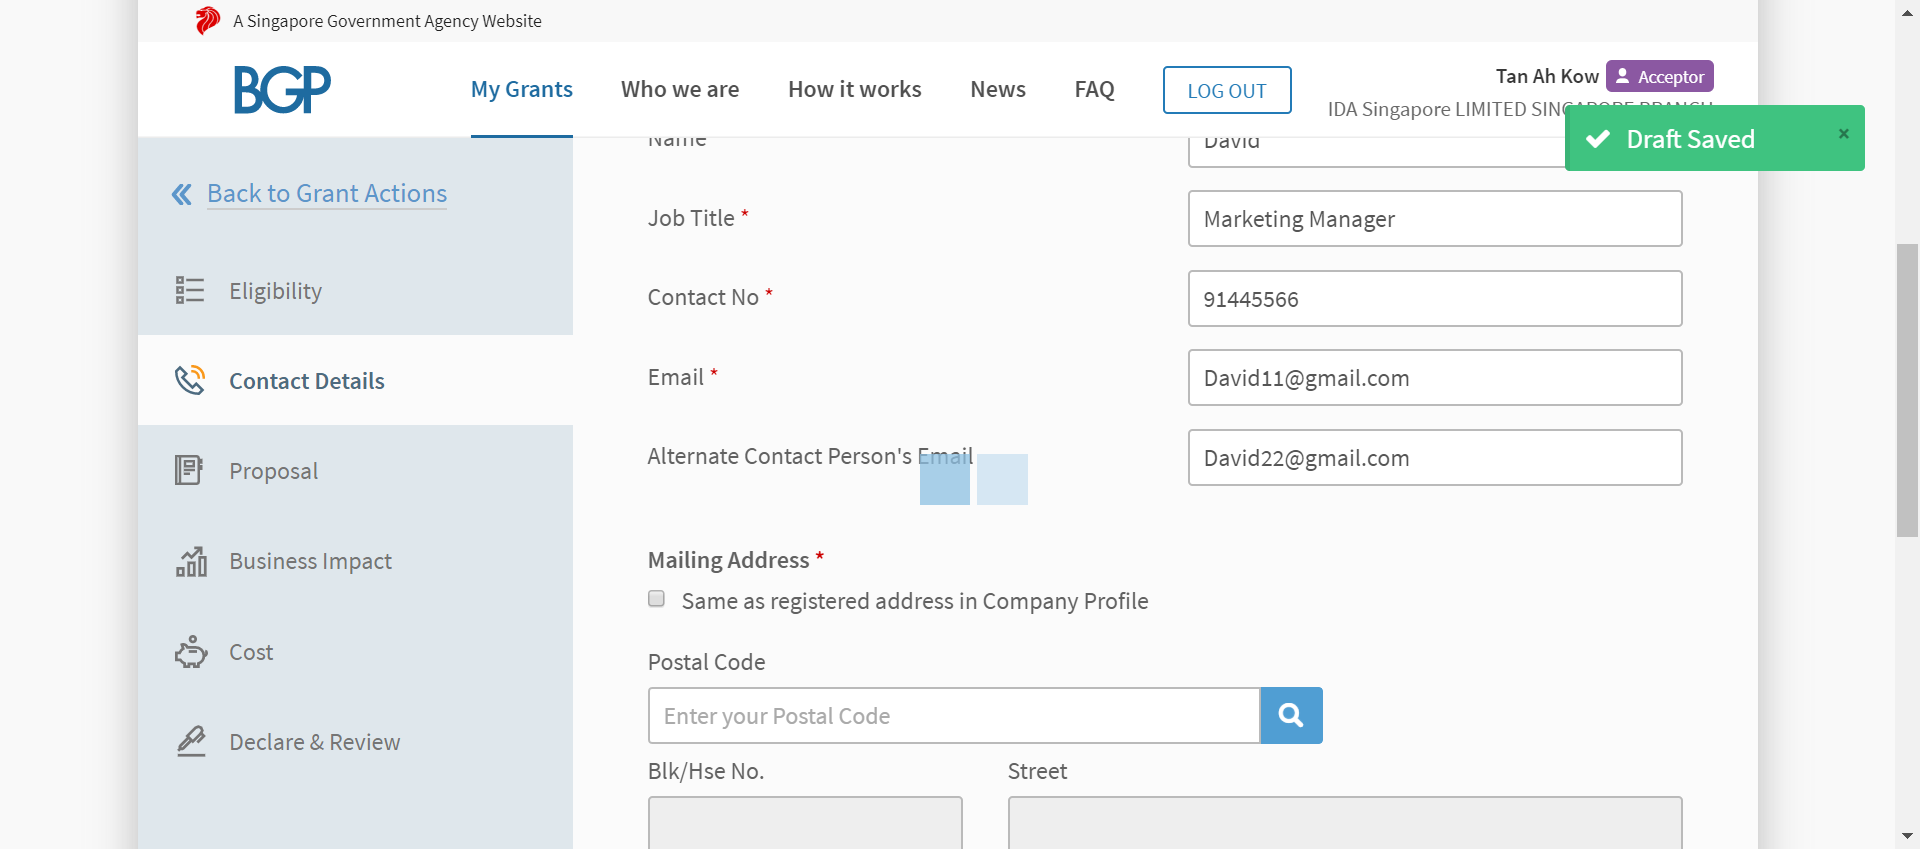 A Singapore Government Agency Website
BGP
My Grants
Who we are
How it works
News
FAQ
LOG OUT
Tan Ah Kow
Acceptor
IDA Singapore LIMITED SINGAPORE BRANCH
Draft Saved
×
Back to Grant Actions
Eligibility
Contact Details
Proposal
Business Impact
Cost
Declare & Review
Name
David
Job Title *
Marketing Manager
Contact No *
91445566
Email *
David11@gmail.com
Alternate Contact Person's Email
David22@gmail.com
Mailing Address *
Same as registered address in Company Profile
Postal Code
Enter your Postal Code
Blk/Hse No.
Street